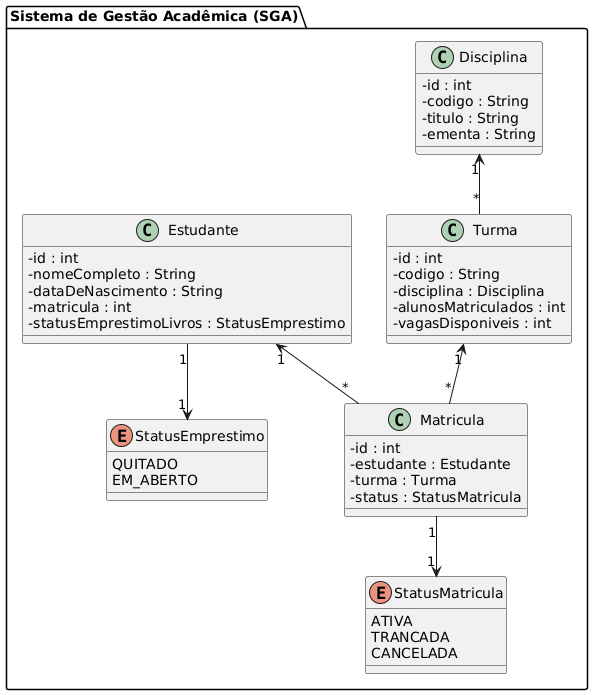 Sistema de Gestão Acadêmica (SGA)
C Disciplina
-id : int
-codigo : String
-titulo : String
-ementa : String
1
*
C Estudante
-id : int
-nomeCompleto : String
-dataDeNascimento : String
-matricula : int
-statusEmprestimoLivros : StatusEmprestimo
C Turma
-id : int
-codigo : String
-disciplina : Disciplina
-alunosMatriculados : int
-vagasDisponiveis : int
1
1
1
*
*
1
E StatusEmprestimo
QUITADO
EM_ABERTO
C Matricula
-id : int
-estudante : Estudante
-turma : Turma
-status : StatusMatricula
1
1
E StatusMatricula
ATIVA
TRANCADA
CANCELADA